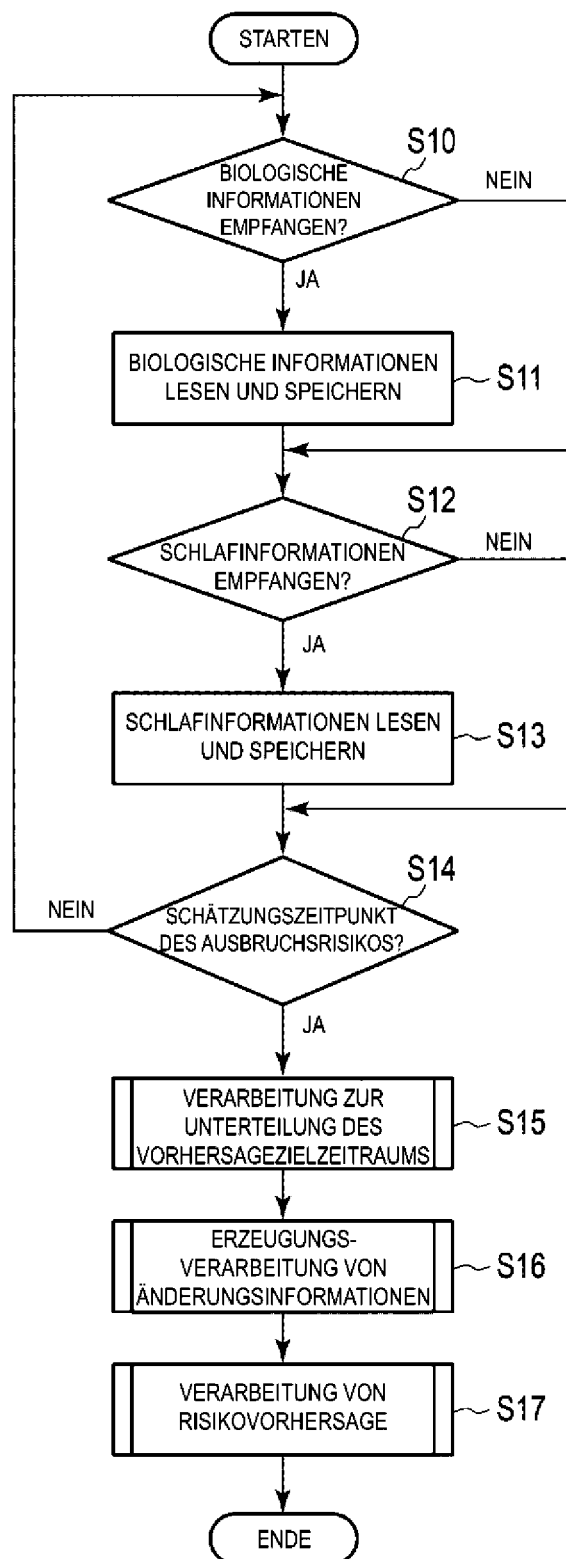 STARTEN
S10
BIOLOGISCHE
INFORMATIONEN
EMPFANGEN?
NEIN
JA
BIOLOGISCHE INFORMATIONEN
LESEN UND SPEICHERN
S11
S12
SCHLAFINFORMATIONEN
EMPFANGEN?
NEIN
JA
SCHLAFINFORMATIONEN LESEN
UND SPEICHERN
S13
S14
NEIN
SCHÄTZUNGSZEITPUNKT
DES AUSBRUCHSRISIKOS?
JA
VERARBEITUNG ZUR
UNTERTEILUNG DES
VORHERSAGEZIELZEITRAUMS
S15
ERZEUGUNGS-
VERARBEITUNG VON
ÄNDERUNGSINFORMATIONEN
S16
VERARBEITUNG VON
RISIKOVORHERSAGE
S17
ENDE